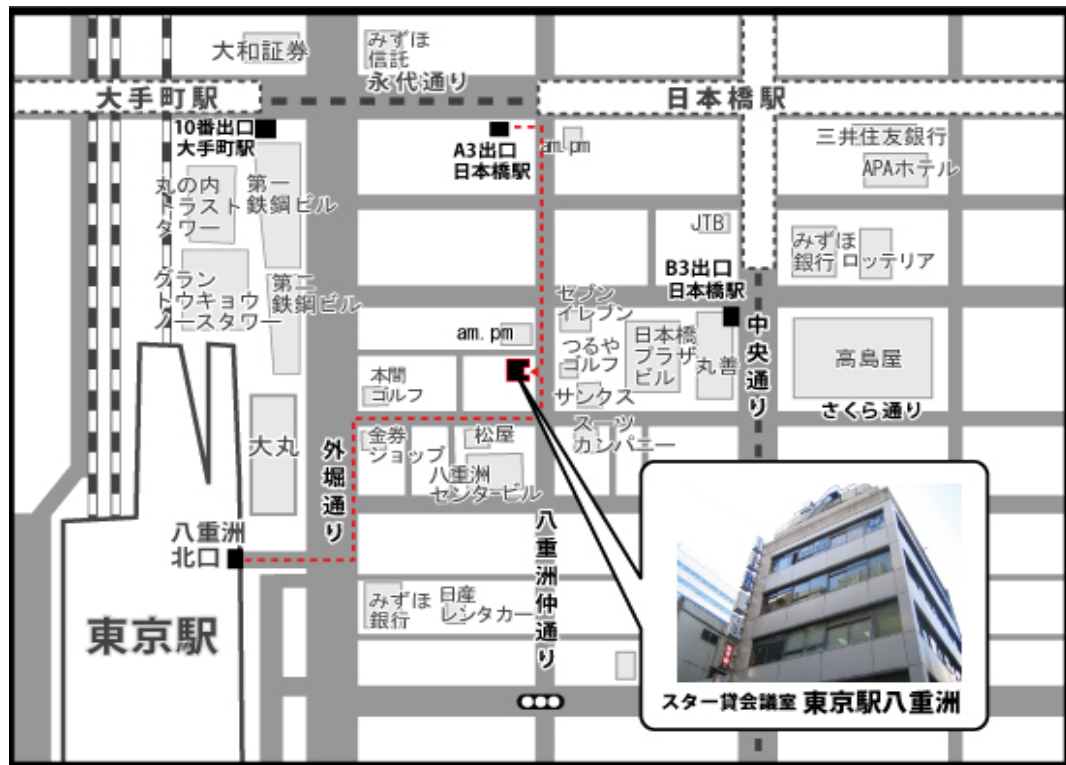 大和証券
みずほ
信託
永代通り
大手町駅
日本橋駅
10番出口
大手町駅
A3出口
日本橋駅
am.pm
三井住友銀行
APAホテル
丸の内
トラスト
タワー
第一
鉄鋼ビル
JTB
みずほ
銀行
ロッテリア
B3出口
日本橋駅
グラン
トウキョウ
ノースタワー
第二
鉄鋼ビル
セブン
イレブン
am.pm
つるや
ゴルフ
日本橋
プラザ
ビル
丸善
中央通り
高島屋
本間
ゴルフ
サンクス
さくら通り
大丸
外堀通り
金券
ショップ
松屋
スーツ
カンパニー
八重洲
センタービル
八重洲
北口
八重洲仲通り
みずほ
銀行
日産
レンタカー
東京駅
スター貸会議室 東京駅八重洲